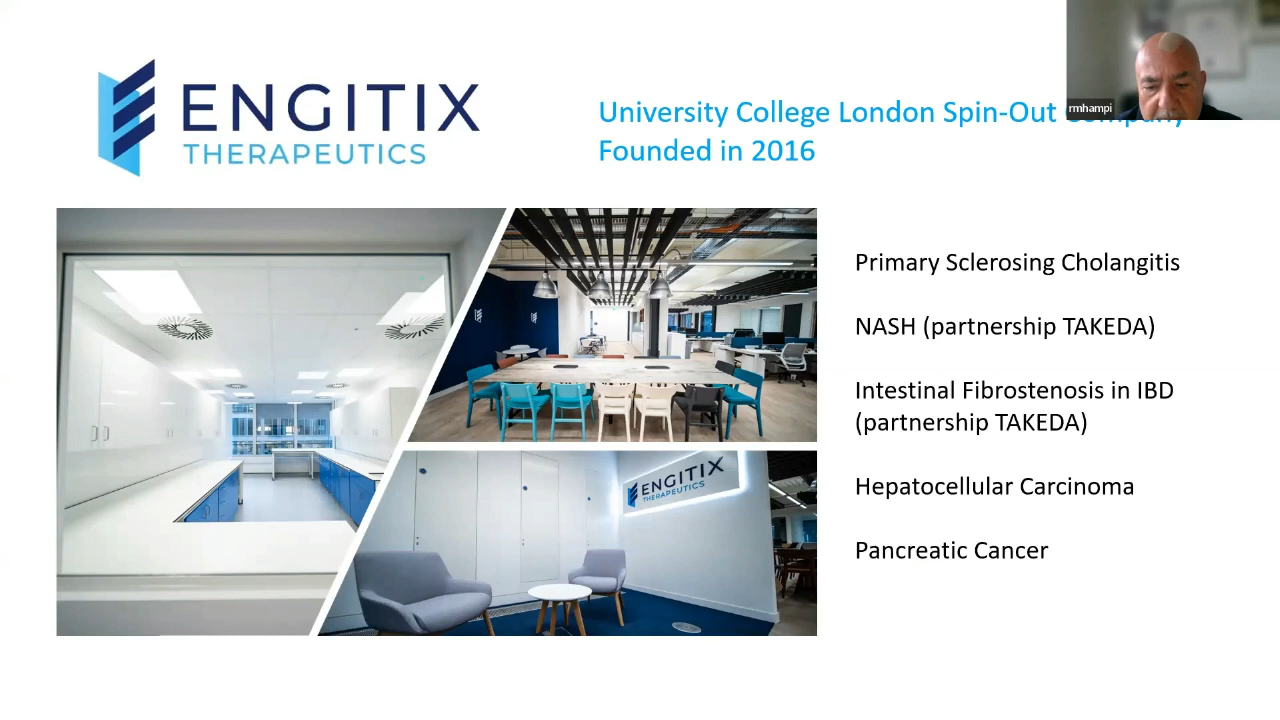 ENGITIX
THERAPEUTICS
University College London Spin-Out Company
Founded in 2016
rmhampi
Primary Sclerosing Cholangitis
NASH (partnership TAKEDA)
Intestinal Fibrostenosis in IBD
(partnership TAKEDA)
Hepatocellular Carcinoma
Pancreatic Cancer
ENGITIX
THERAPEUTICS